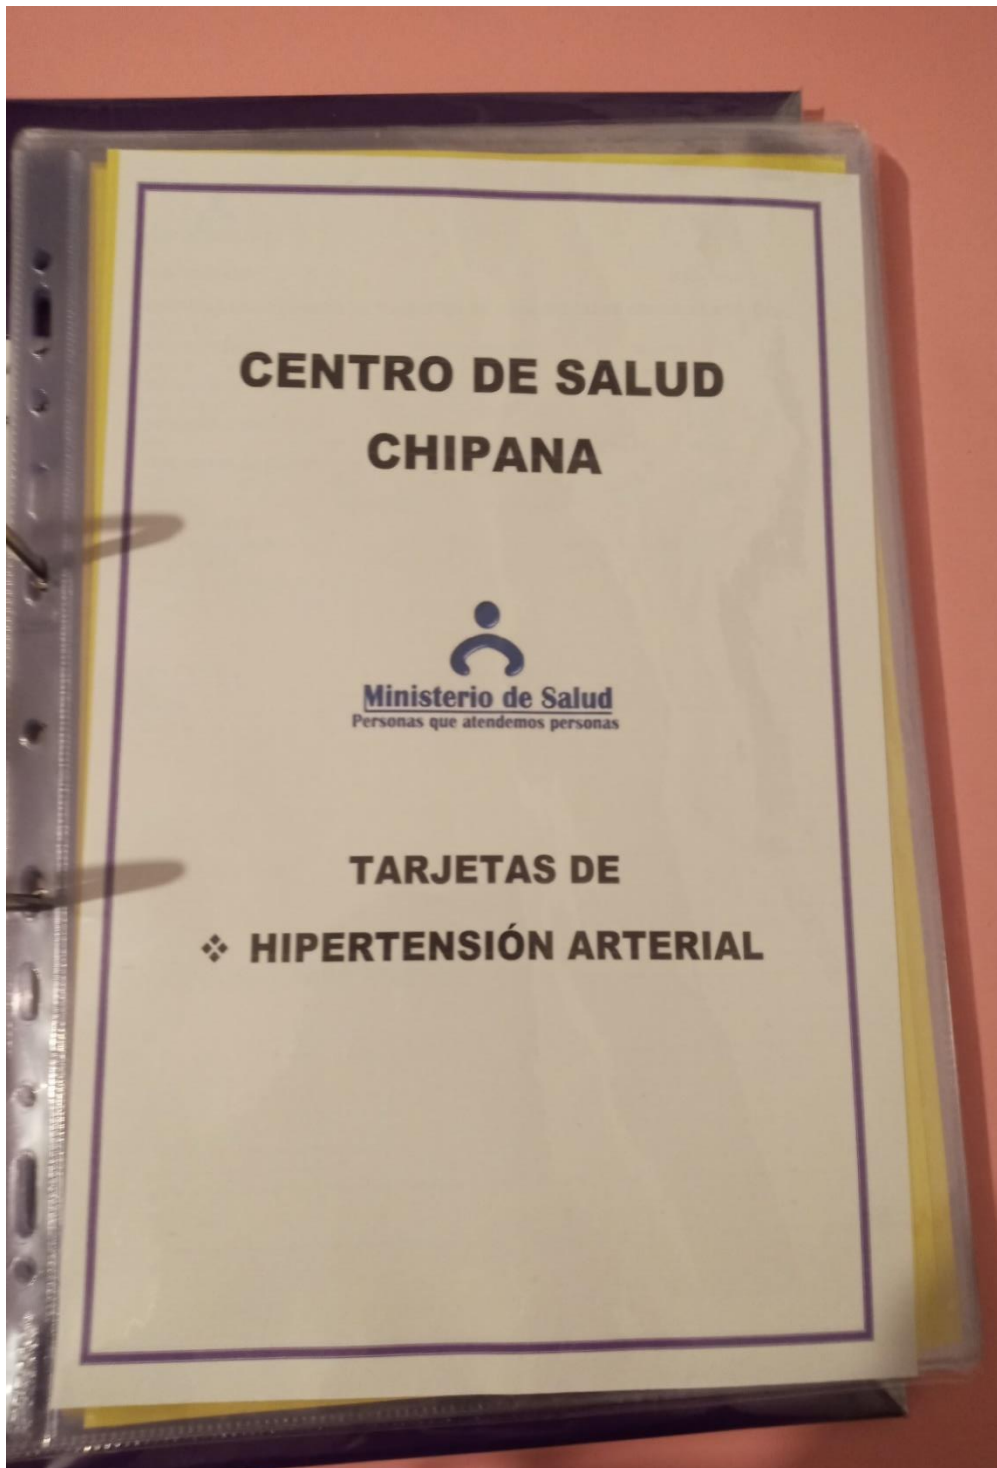 CENTRO DE SALUD
CHIPANA
Ministerio de Salud
Personas que atendemos personas
TARJETAS DE
❖ HIPERTENSIÓN ARTERIAL